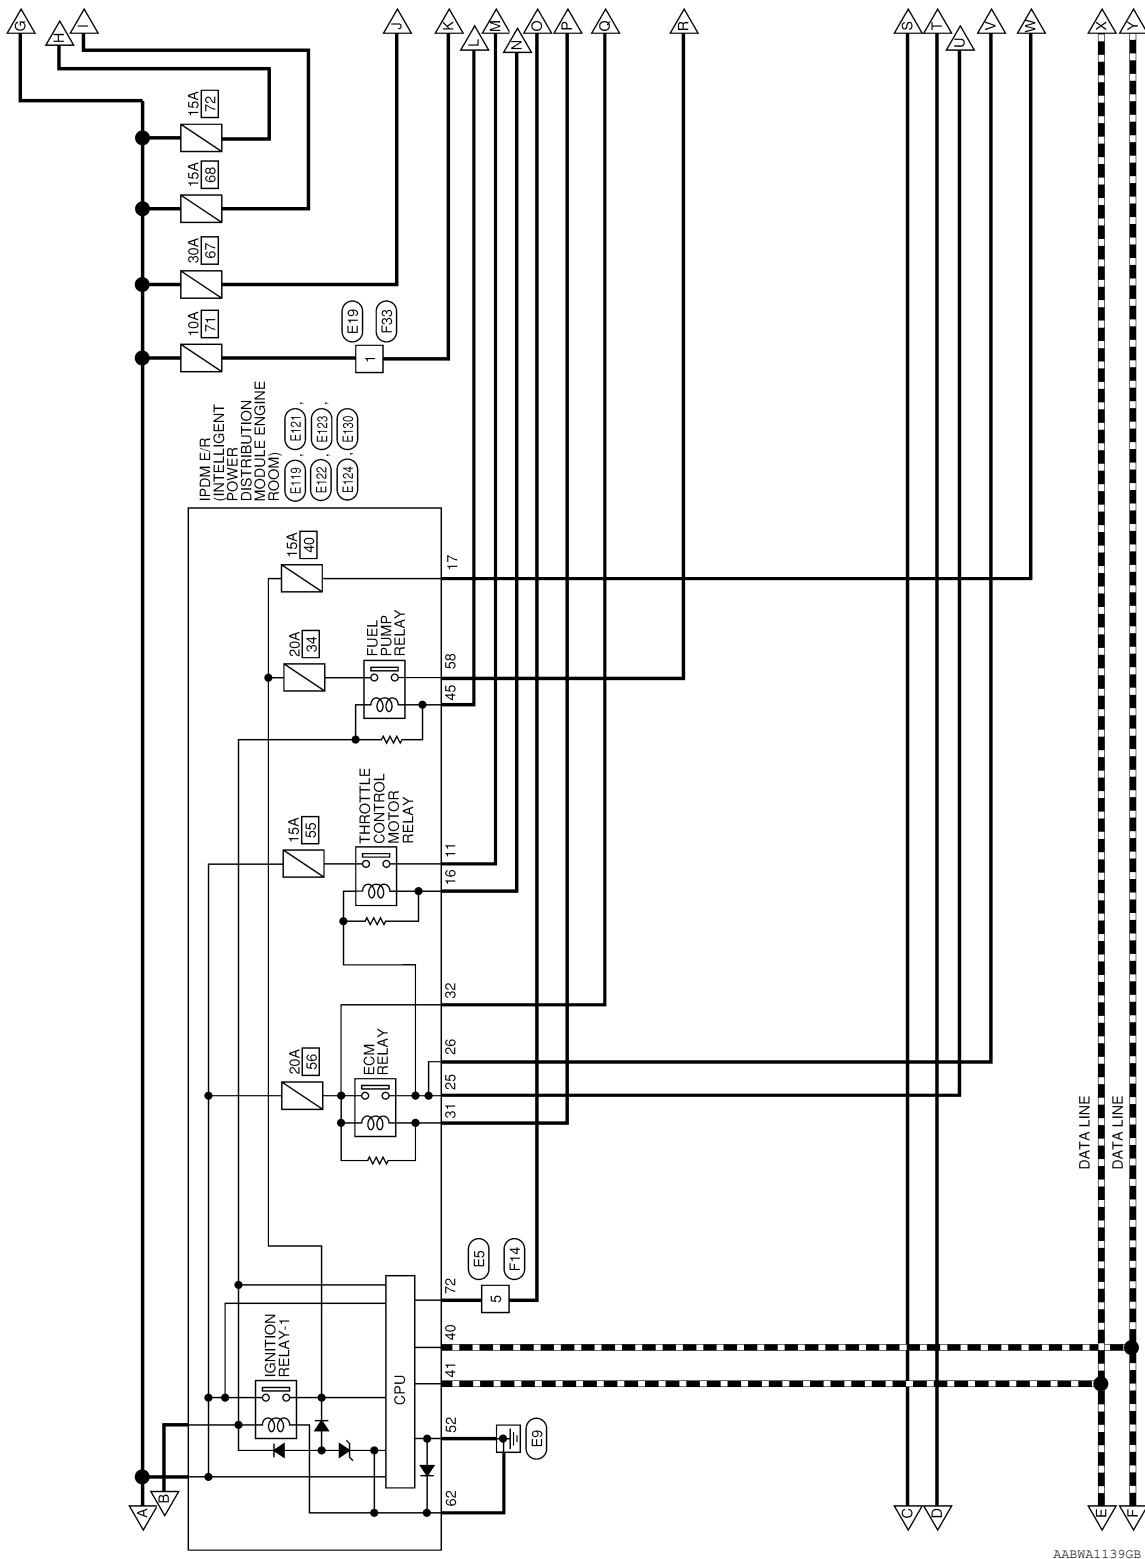 G
H
I
J
K
L
M
N
O
P
Q
R
S
T
U
V
W
X
Y
15A
72
15A
68
30A
67
10A
71
1
E19
F33
IPDM E/R
(INTELLIGENT
POWER
DISTRIBUTION
MODULE ENGINE
ROOM)
E119 , E121 ,
E122 , E123 ,
E124 , E130
15A
40
17
20A
34
FUEL
PUMP
RELAY
58
45
15A
55
THROTTLE
CONTROL
MOTOR
RELAY
11
16
32
20A
56
ECM
RELAY
26
25
31
DATA LINE
DATA LINE
IGNITION
RELAY-1
CPU
72
5
E5
F14
40
41
52
62
E9
A
B
C
D
E
F
AABWA1139GB